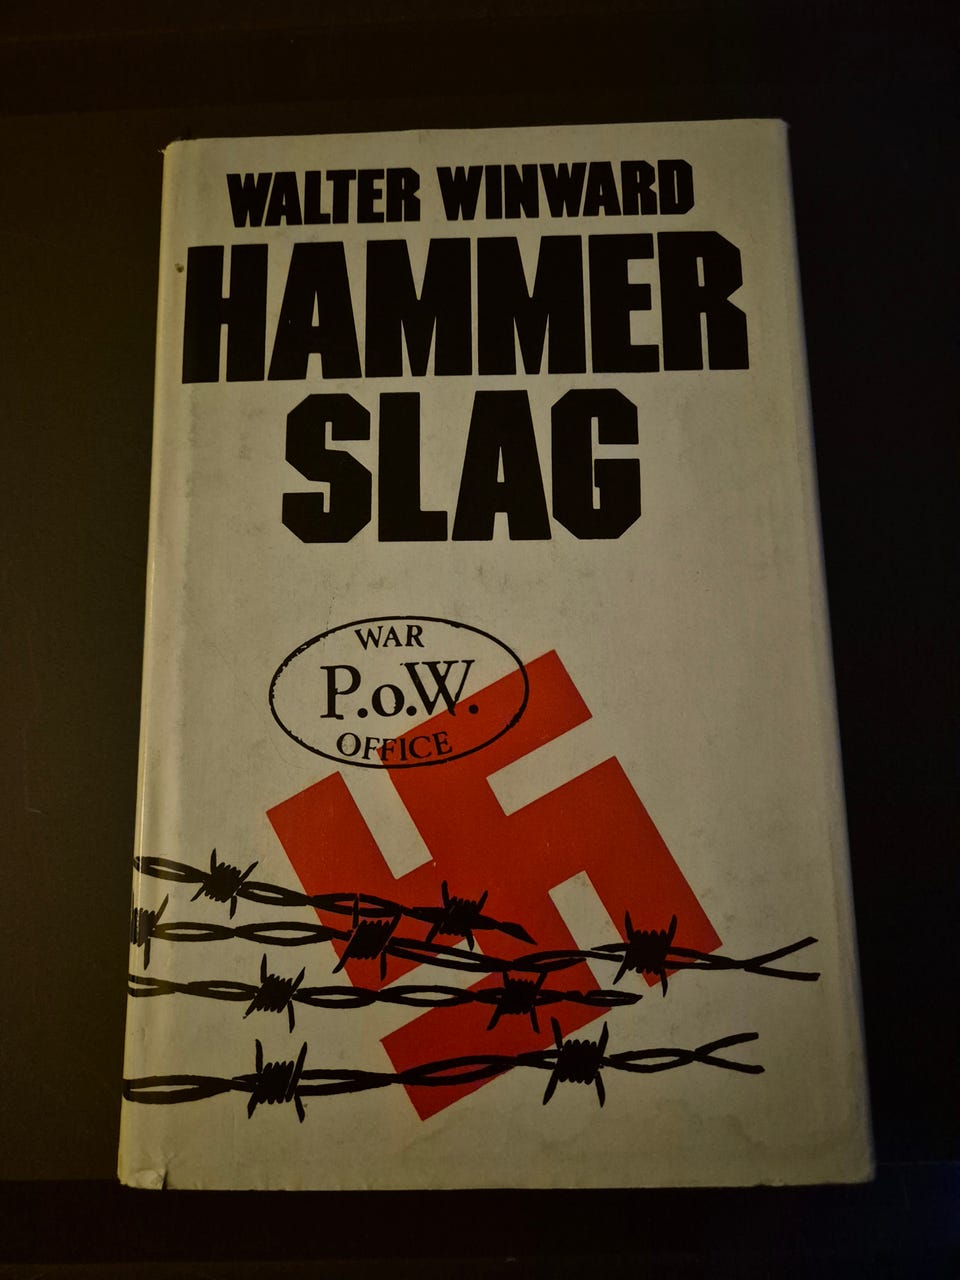 WALTER WINWARD
HAMMER
SLAG
WAR
P.o.W.
OFFICE